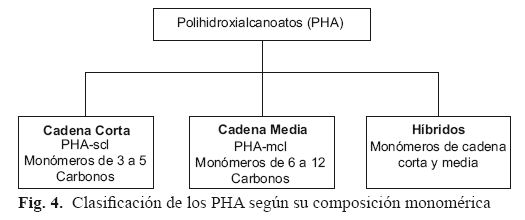 Polihidroxialcanoatos (PHA)
Cadena Corta
PHA-scl
Monómeros de 3 a 5
Carbonos
Cadena Media
PHA-mcl
Monómeros de 6 a 12
Carbonos
Híbridos
Monómeros de cadena
corta y media
Fig. 4. Clasificación de los PHA según su composición monomérica